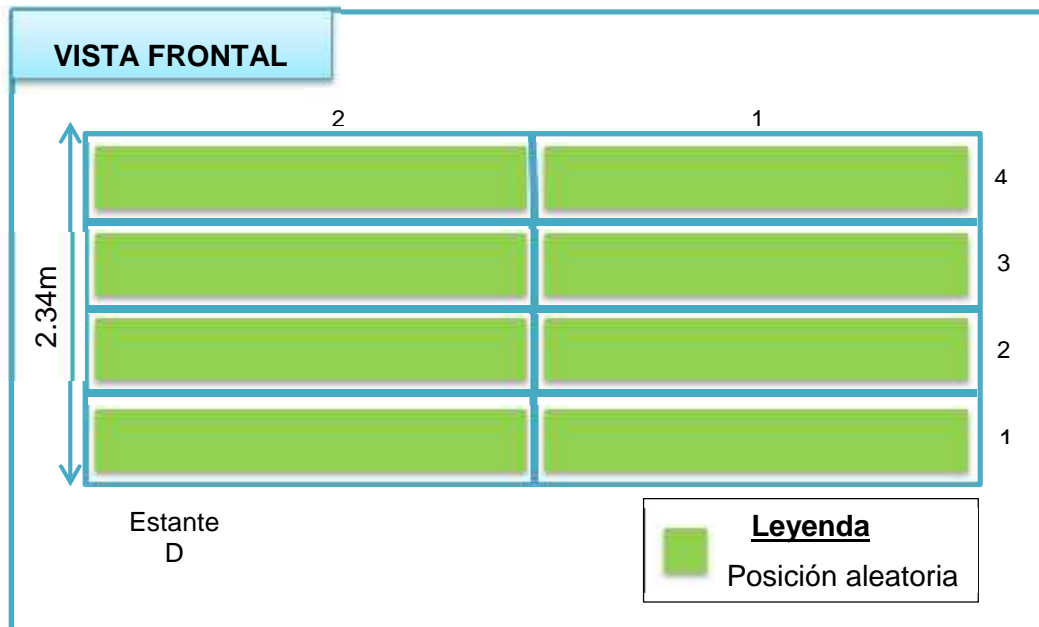 VISTA FRONTAL
2 1
4
3
2.34m
2
1
Estante
D
Leyenda
Posición aleatoria